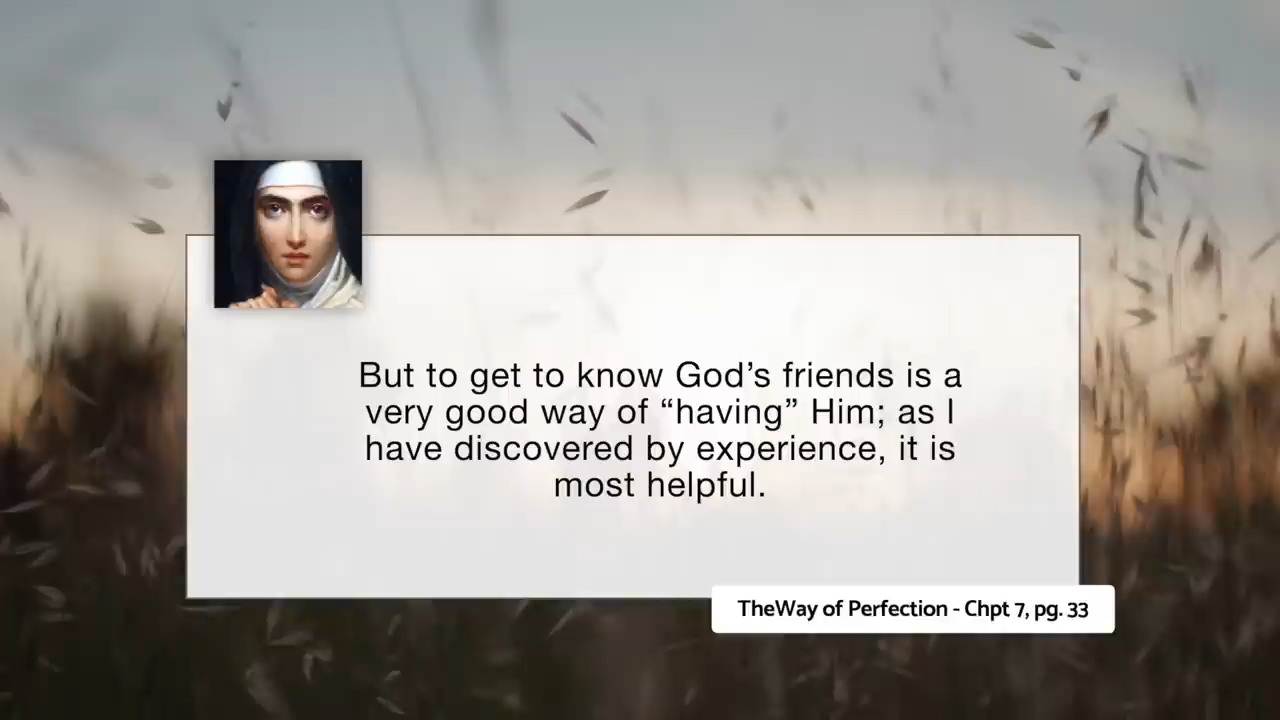 But to get to know God’s friends is a
very good way of “having” Him; as I
have discovered by experience, it is
most helpful.
TheWay of Perfection - Chpt 7, pg. 33